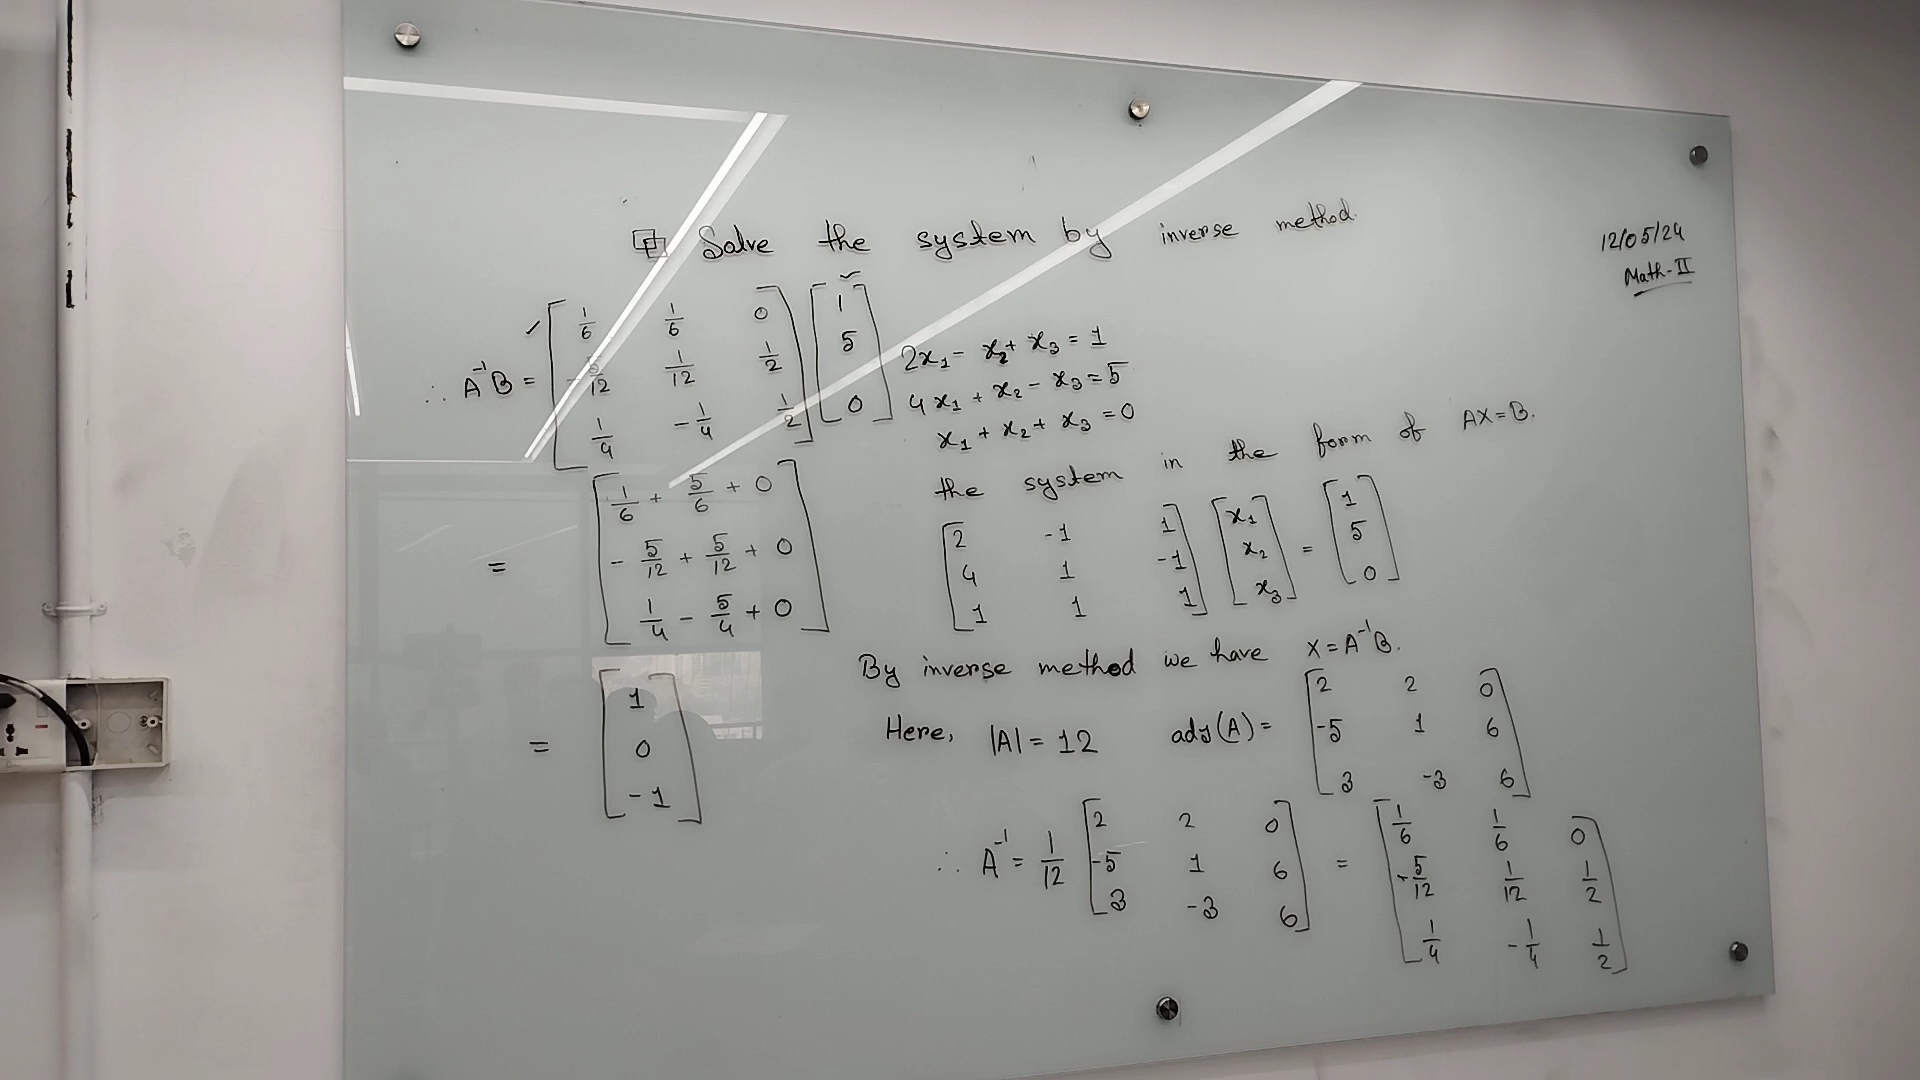 Solve the system by inverse method.
12/05/24
Math-II
2x₁ - x₂ + x₃ = 1
4x₁ + x₂ - x₃ = 5
x₁ + x₂ + x₃ = 0
the system in the form of AX=B.
[2 -1 1; 4 1 -1; 1 1 1] [x₁; x₂; x₃] = [1; 5; 0]
By inverse method we have X = A⁻¹B.
Here, |A| = 12 adj(A) = [2 2 0; -5 1 6; 3 -3 6]
∴ A⁻¹ = 1/12 [2 2 0; -5 1 6; 3 -3 6] = [1/6 1/6 0; -5/12 1/12 1/2; 1/4 -1/4 1/2]
∴ A⁻¹B = [1/6 1/6 0; -5/12 1/12 1/2; 1/4 -1/4 1/2] [1; 5; 0]
= [1/6 + 5/6 + 0; -5/12 + 5/12 + 0; 1/4 - 5/4 + 0]
= [1; 0; -1]